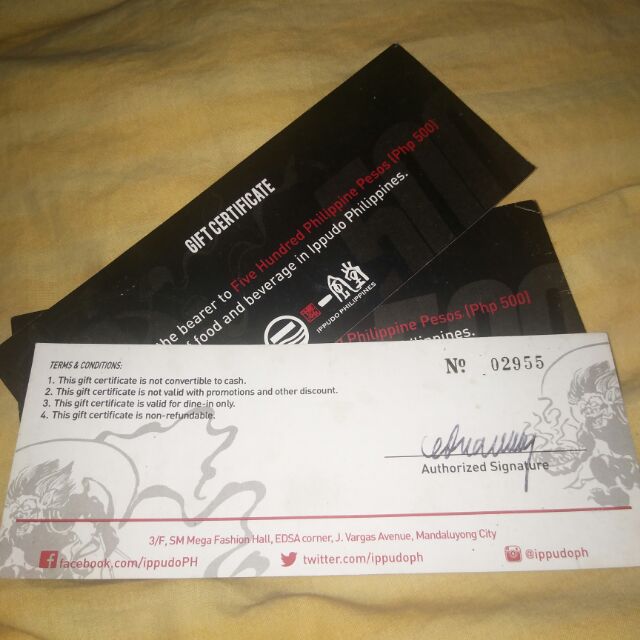 GIFT CERTIFICATE
the bearer to Five Hundred Philippine Pesos (Php 500)
of food and beverage in Ippudo Philippines.
IPPUDO PHILIPPINES
Philippine Pesos (Php 500)
ilippines.
TERMS & CONDITIONS:
Nº 02955
1. This gift certificate is not convertible to cash.
2. This gift certificate is not valid with promotions and other discount.
3. This gift certificate is valid for dine-in only.
4. This gift certificate is non-refundable.
Authorized Signature
3/F, SM Mega Fashion Hall, EDSA corner, J. Vargas Avenue, Mandaluyong City
facebook.com/ippudoPH
twitter.com/ippudoph
@ippudoph